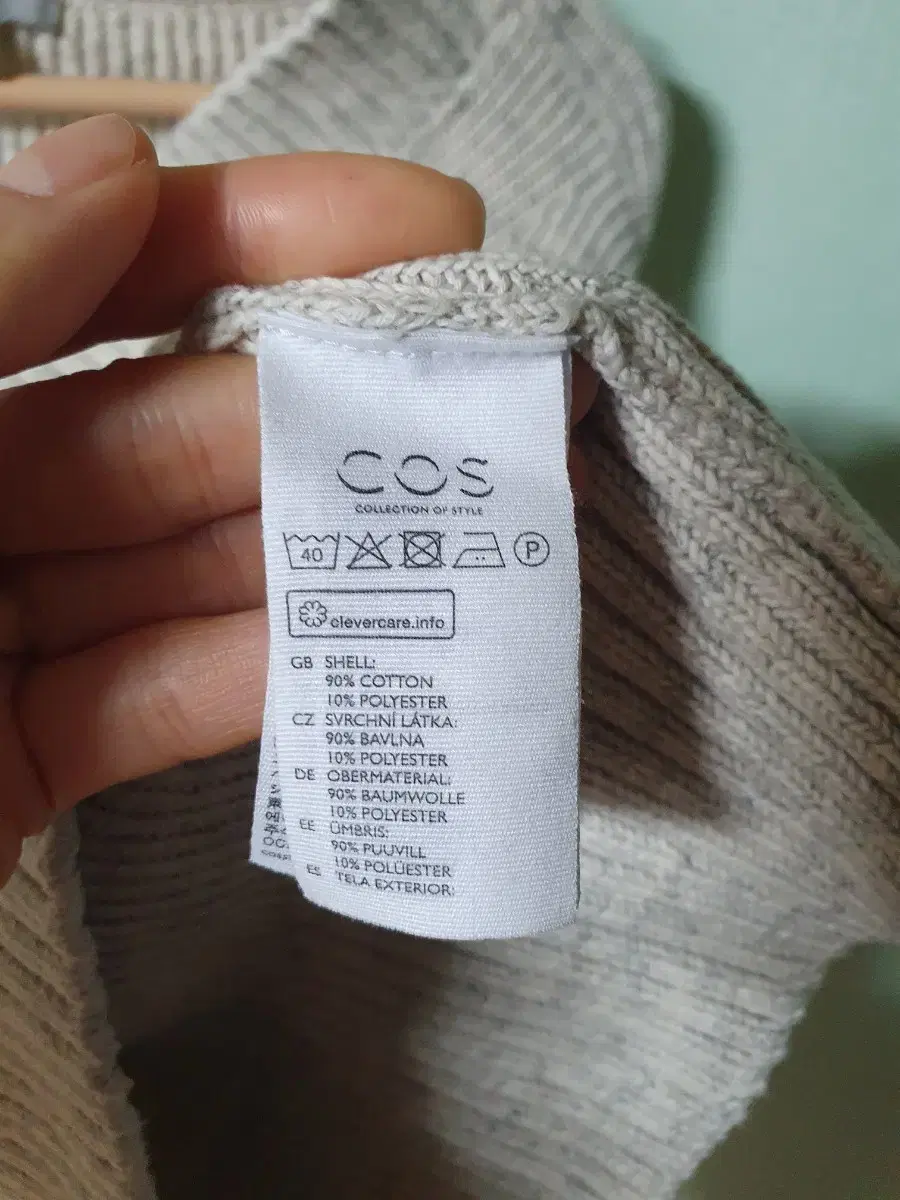 COS
COLLECTION OF STYLE
40
P
clevercare.info
GB SHELL:
90% COTTON
10% POLYESTER
CZ SVRCHNÍ LÁTKA:
90% BAVLNA
10% POLYESTER
DE OBERMATERIAL:
90% BAUMWOLLE
10% POLYESTER
EE ÜMBRIS:
90% PUUVILL
10% POLÜESTER
ES TELA EXTERIOR: